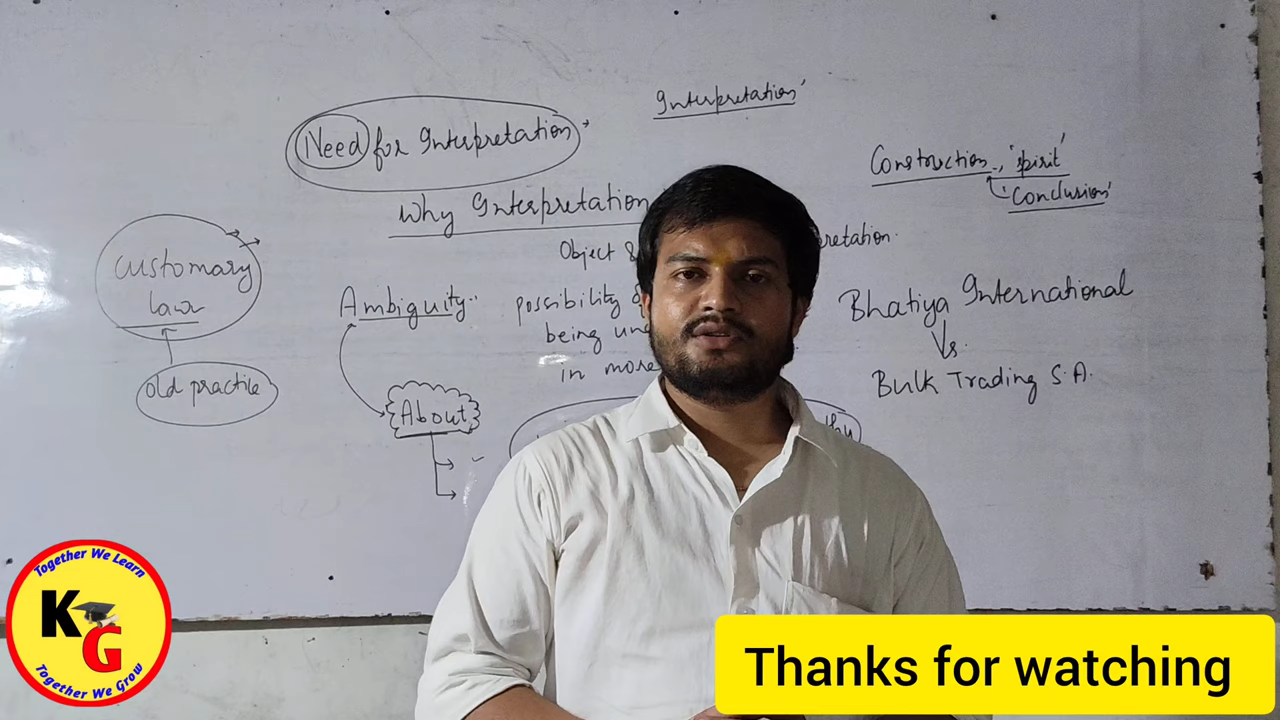 Interpretation'
Need for Interpretation
Construction 'spirit'
'Conclusion'
Why Interpretation
Object &
retation.
Customary
law
Ambiguity
possibility
being
in more
Bhatiya International
Vs.
Bulk Trading S.A.
old practice
About
Together We Learn
KG
Together We Grow
Thanks for watching